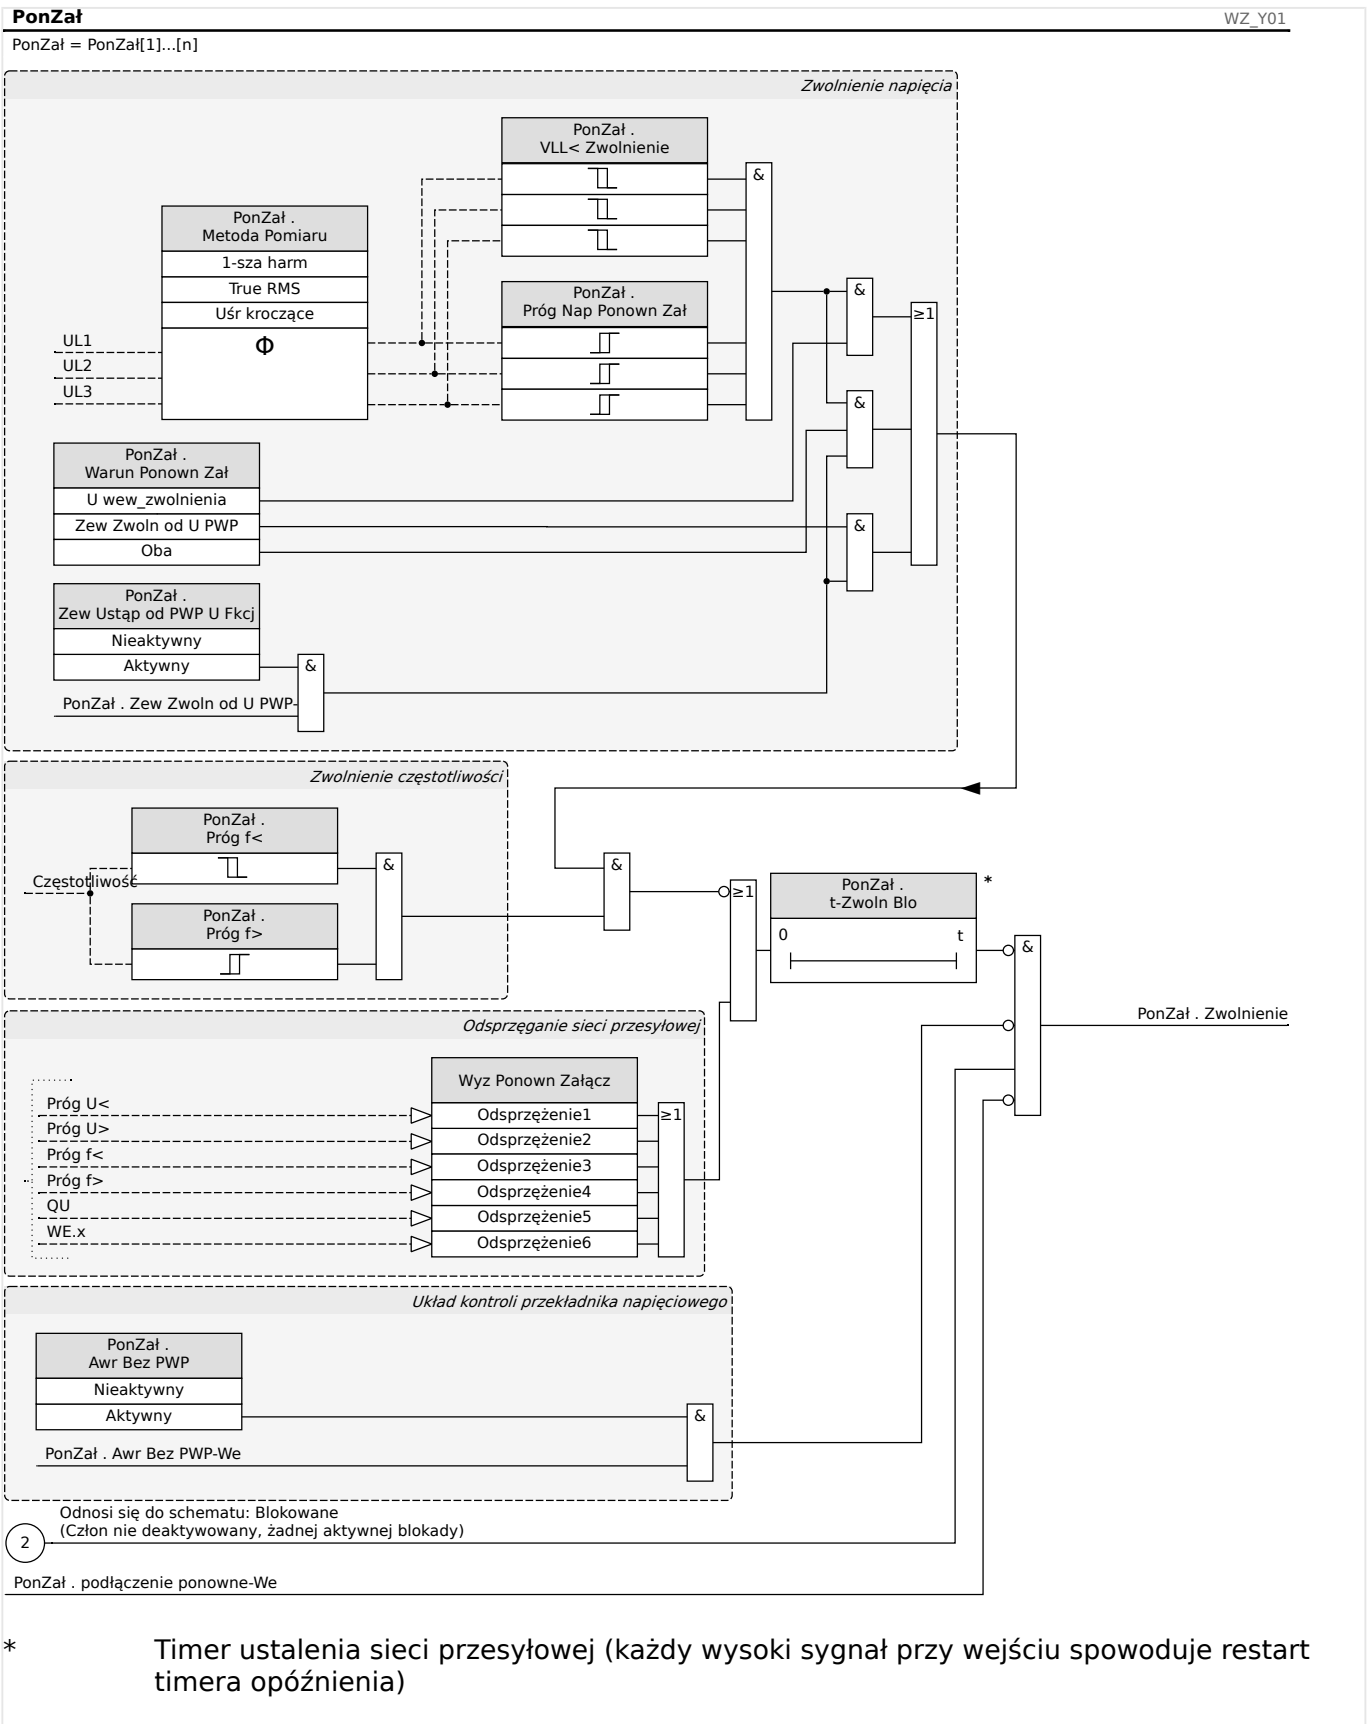 PonZał
WZ_Y01
PonZał = PonZał[1]...[n]
Zwolnienie napięcia
PonZał .
VLL< Zwolnienie
&
PonZał .
Metoda Pomiaru
1-sza harm
True RMS
Uśr kroczące
Φ
UL1
UL2
UL3
PonZał .
Próg Nap Ponown Zał
&
≥1
&
PonZał .
Warun Ponown Zał
U wew_zwolnienia
Zew Zwoln od U PWP
Oba
&
PonZał .
Zew Ustąp od PWP U Fkcj
Nieaktywny
Aktywny
&
PonZał . Zew Zwoln od U PWP-
Zwolnienie częstotliwości
PonZał .
Próg f<
&
Częstotliwość
PonZał .
Próg f>
&
≥1
PonZał .
t-Zwoln Blo
*
0
t
&
PonZał . Zwolnienie
Odsprzęganie sieci przesyłowej
Wyz Ponown Załącz
Próg U<
Odsprzężenie1
≥1
Próg U>
Odsprzężenie2
Próg f<
Odsprzężenie3
Próg f>
Odsprzężenie4
QU
Odsprzężenie5
WE.x
Odsprzężenie6
Układ kontroli przekładnika napięciowego
PonZał .
Awr Bez PWP
Nieaktywny
Aktywny
&
PonZał . Awr Bez PWP-We
Odnosi się do schematu: Blokowane
(Człon nie deaktywowany, żadnej aktywnej blokady)
2
PonZał . podłączenie ponowne-We
* Timer ustalenia sieci przesyłowej (każdy wysoki sygnał przy wejściu spowoduje restart
timera opóźnienia)